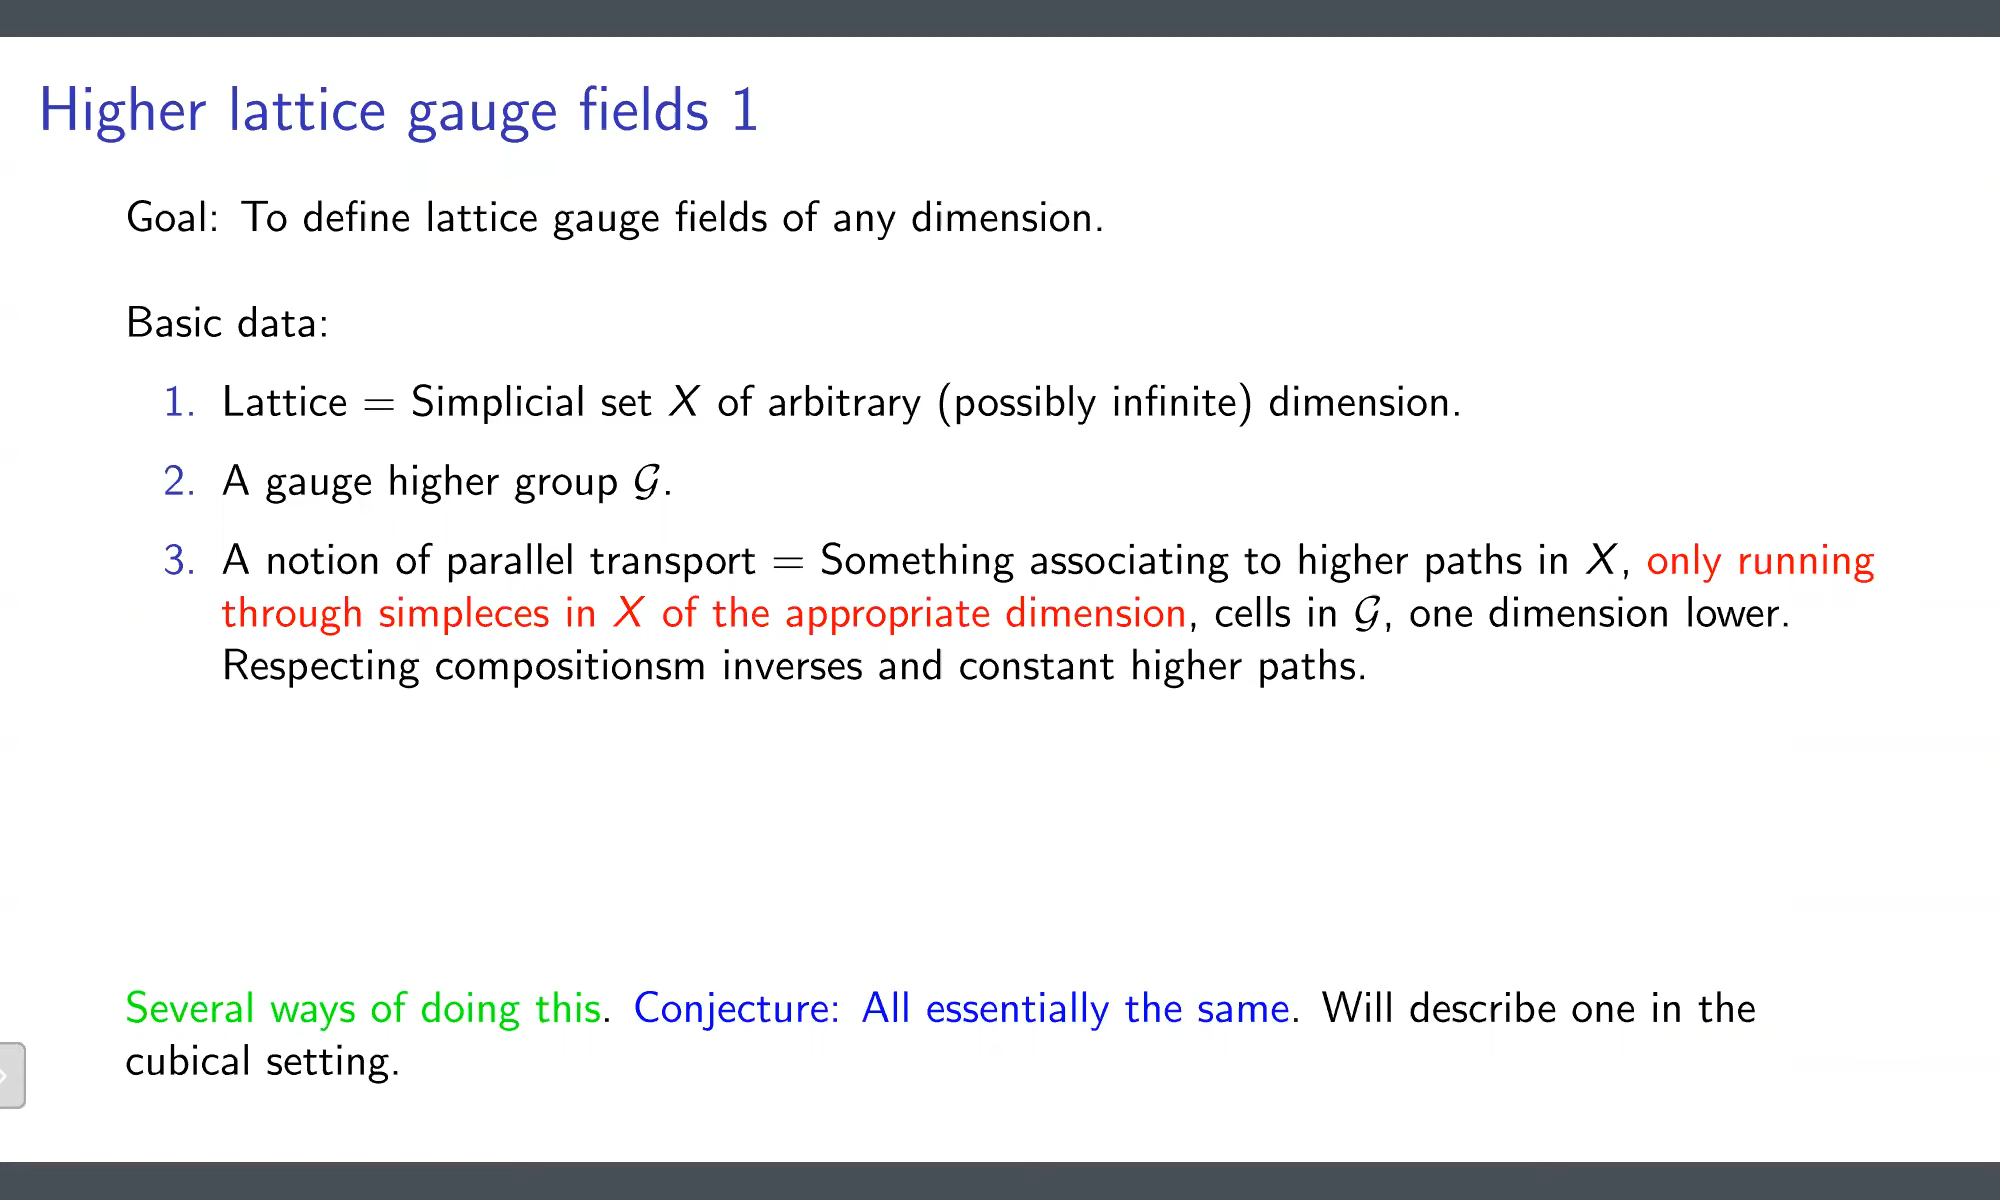 Higher lattice gauge fields 1
Goal: To define lattice gauge fields of any dimension.
Basic data:
1. Lattice = Simplicial set X of arbitrary (possibly infinite) dimension.
2. A gauge higher group 𝒢.
3. A notion of parallel transport = Something associating to higher paths in X, only running
through simpleces in X of the appropriate dimension, cells in 𝒢, one dimension lower.
Respecting compositionsm inverses and constant higher paths.
Several ways of doing this. Conjecture: All essentially the same. Will describe one in the
cubical setting.